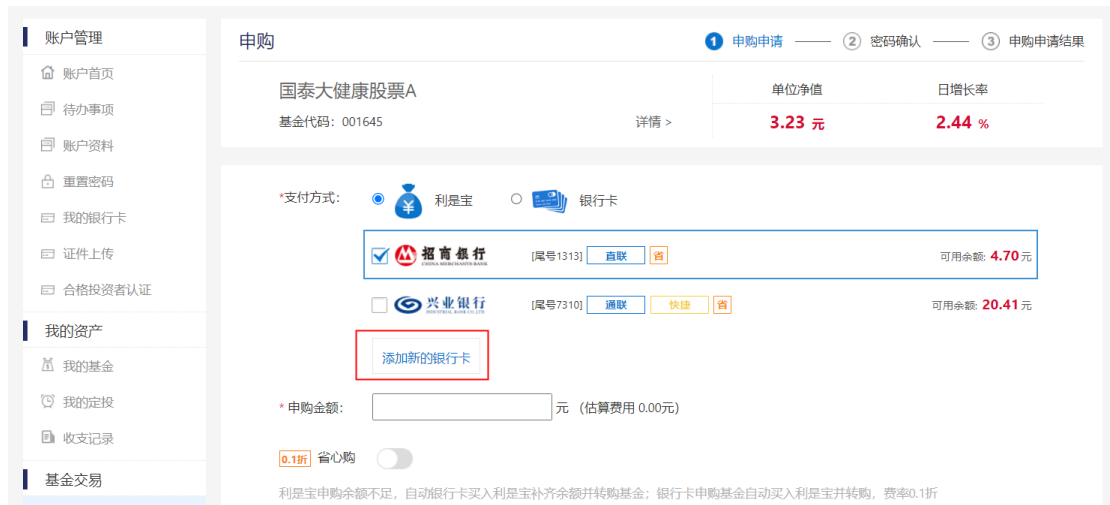 账户管理
账户首页
待办事项
账户资料
重置密码
我的银行卡
证件上传
合格投资者认证
我的资产
我的基金
我的定投
收支记录
基金交易
申购
1 申购申请 2 密码确认 3 申购申请结果
国泰大健康股票A
基金代码：001645
详情 >
单位净值
3.23 元
日增长率
2.44 %
*支付方式： 利是宝 银行卡
招商银行 CHINA MERCHANTS BANK [尾号1313] 直联 省 可用余额: 4.70元
兴业银行 INDUSTRIAL BANK CO.,LTD. [尾号7310] 通联 快捷 省 可用余额: 20.41元
添加新的银行卡
* 申购金额： 元 （估算费用 0.00元）
0.1折 省心购
利是宝申购余额不足，自动银行卡买入利是宝补齐余额并转购基金；银行卡申购基金自动买入利是宝并转购，费率0.1折